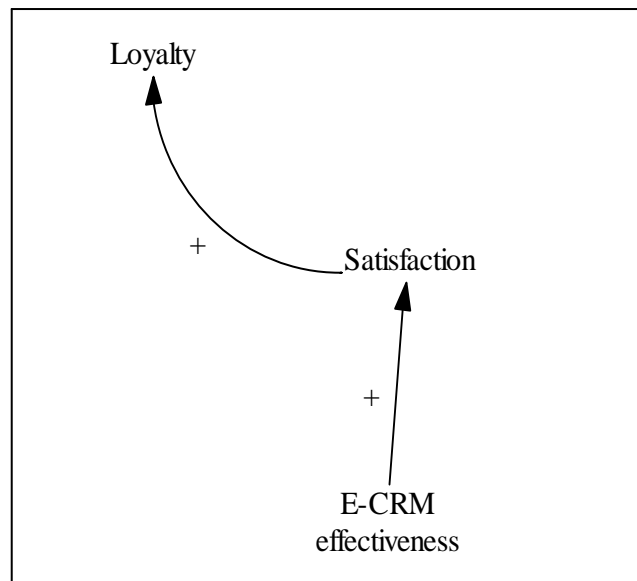 Loyalty
+
Satisfaction
+
E-CRM
effectiveness